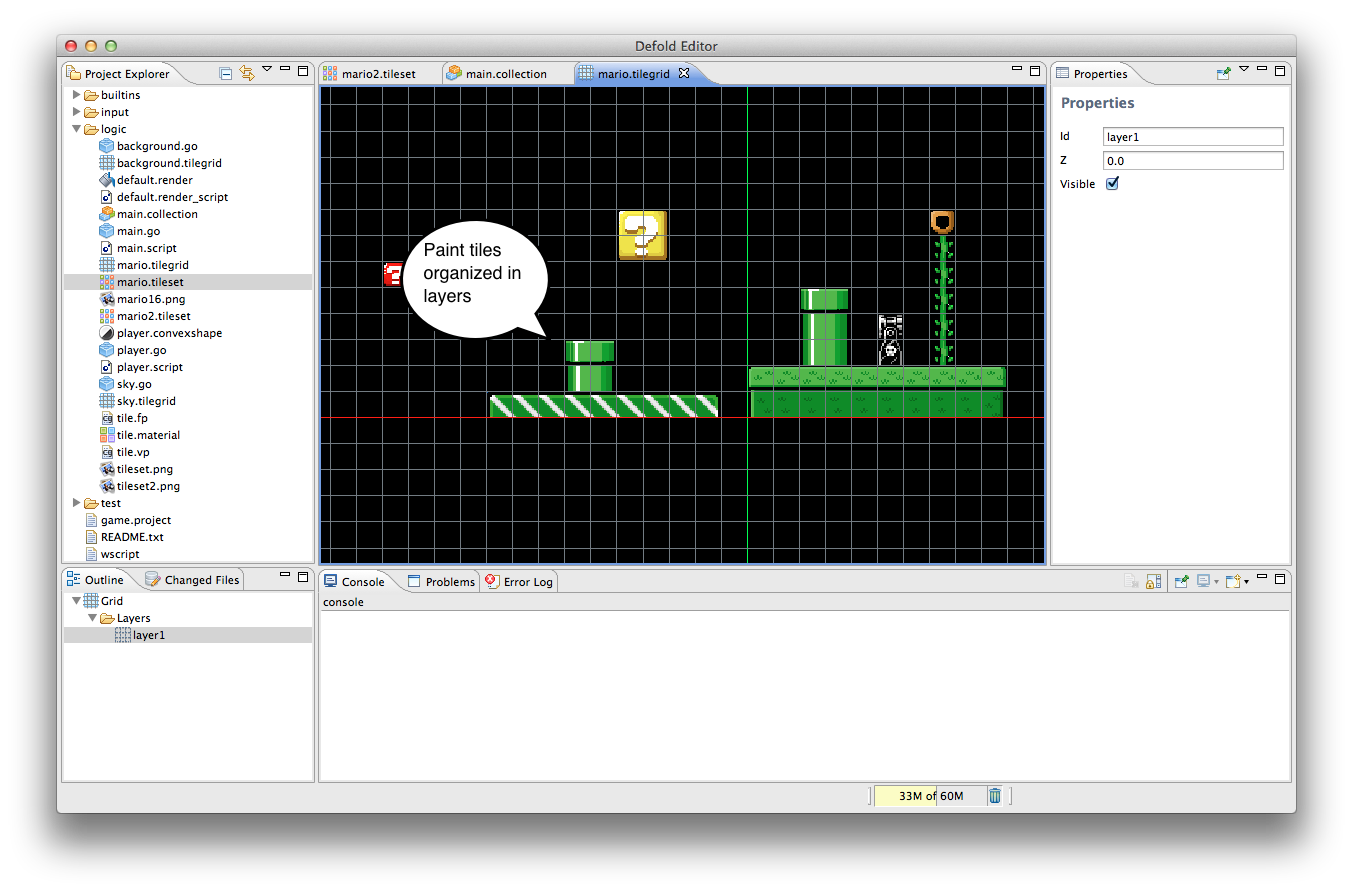 Defold Editor
Project Explorer
builtins
input
logic
background.go
background.tilegrid
default.render
default.render_script
main.collection
main.go
main.script
mario.tilegrid
mario.tileset
mario16.png
mario2.tileset
player.convexshape
player.go
player.script
sky.go
sky.tilegrid
tile.fp
tile.material
tile.vp
tileset.png
tileset2.png
test
game.project
README.txt
wscript
Outline
Changed Files
Grid
Layers
layer1
mario2.tileset
main.collection
mario.tilegrid
Paint tiles
organized in
layers
?
Properties
Properties
Id
layer1
Z
0.0
Visible
Console
Problems
Error Log
console
33M of 60M